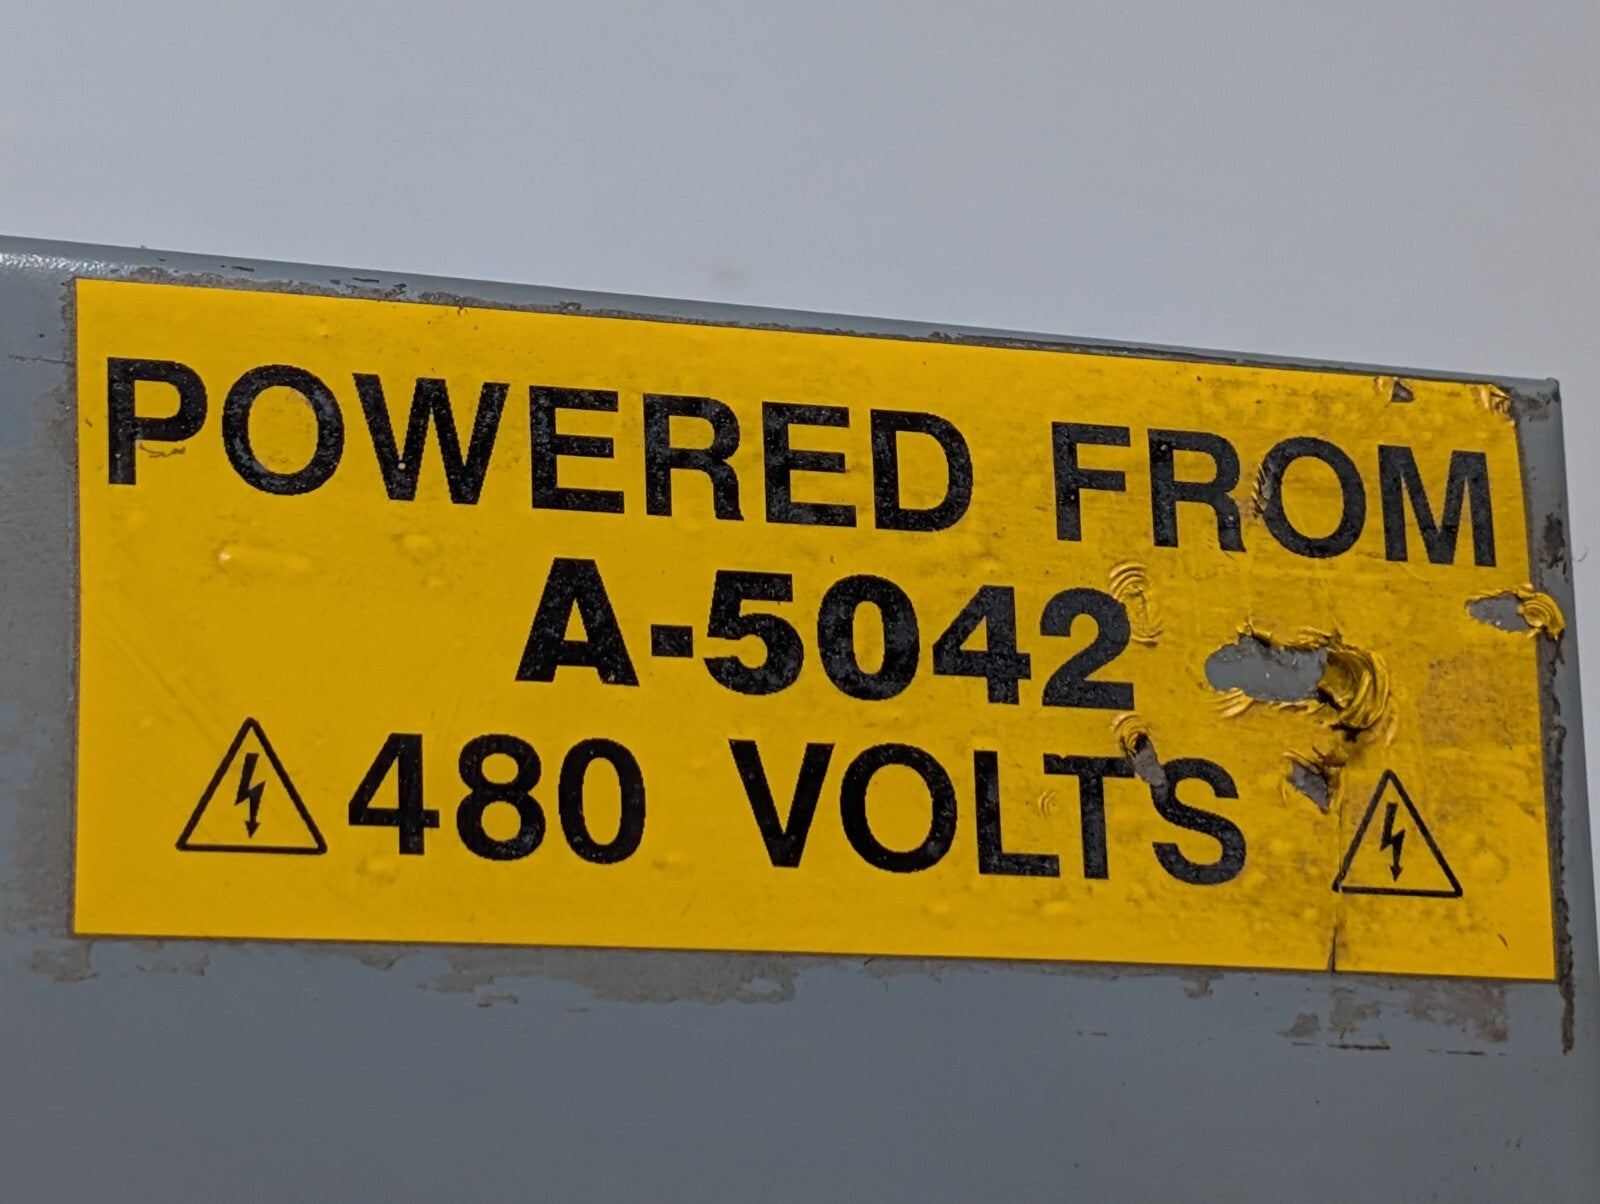 POWERED FROM
A-5042
480 VOLTS